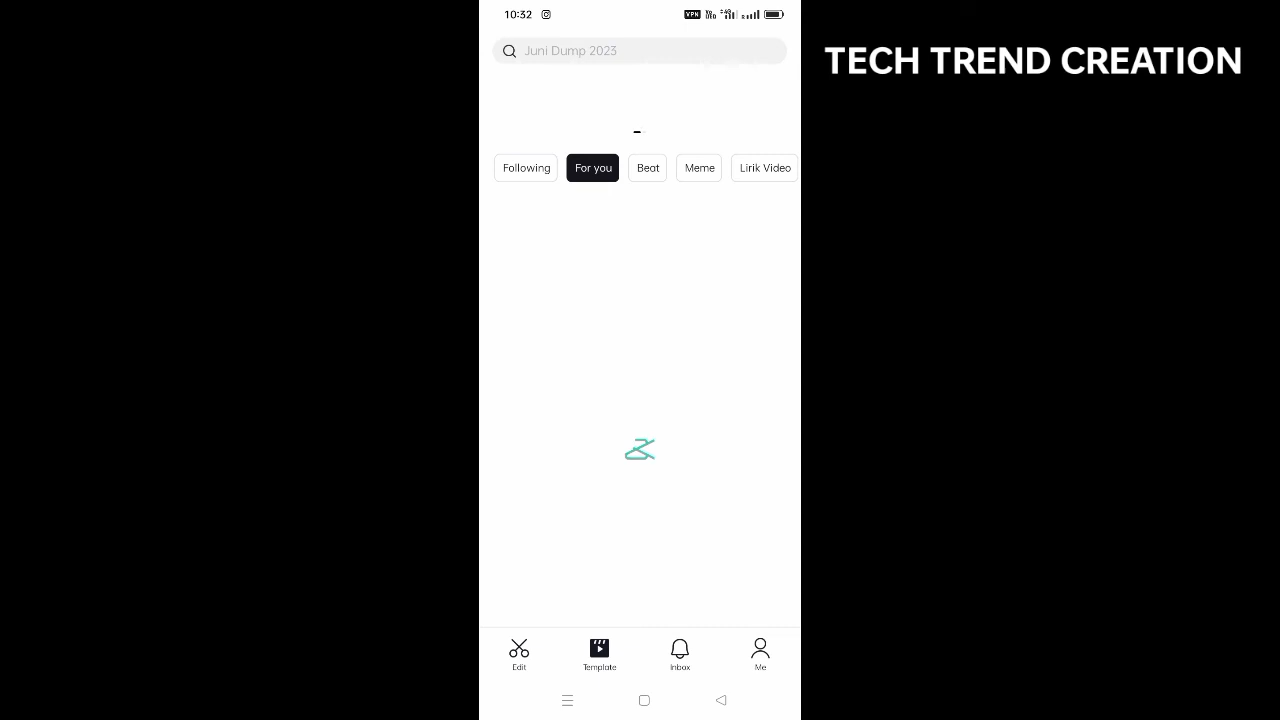 10:32
VPN
Juni Dump 2023
TECH TREND CREATION
Following
For you
Beat
Meme
Lirik Video
Edit
Template
Inbox
Me